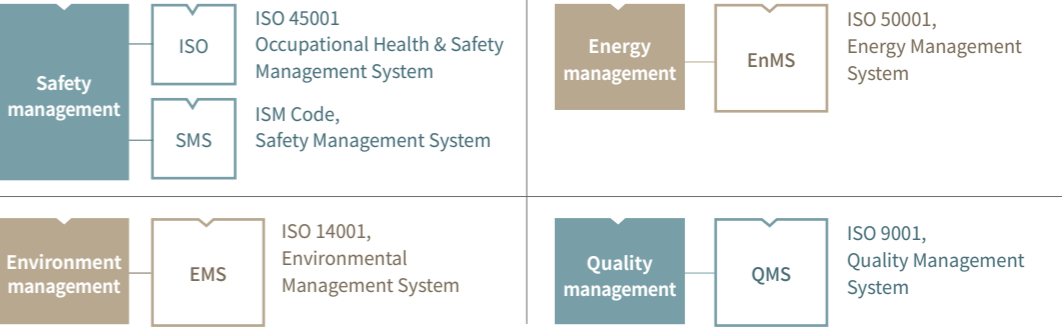 Safety
management
ISO
ISO 45001
Occupational Health & Safety
Management System
SMS
ISM Code,
Safety Management System
Energy
management
EnMS
ISO 50001,
Energy Management
System
Environment
management
EMS
ISO 14001,
Environmental
Management System
Quality
management
QMS
ISO 9001,
Quality Management
System